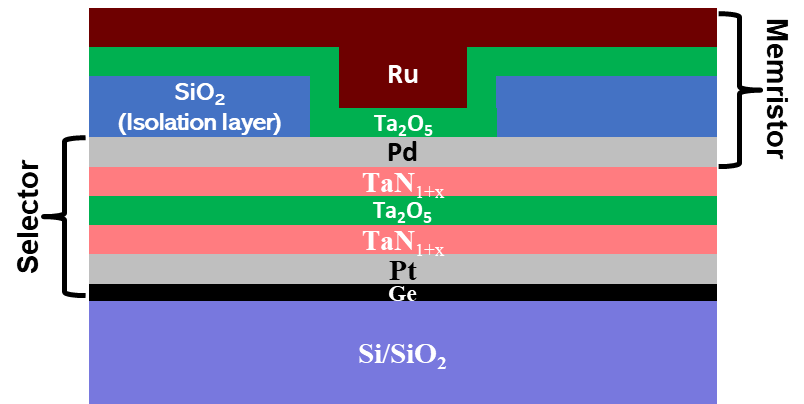 Ru
SiO₂
(Isolation layer)
Ta₂O₅
Pd
TaN₁₊ₓ
Ta₂O₅
TaN₁₊ₓ
Pt
Ge
Si/SiO₂
Selector
Memristor